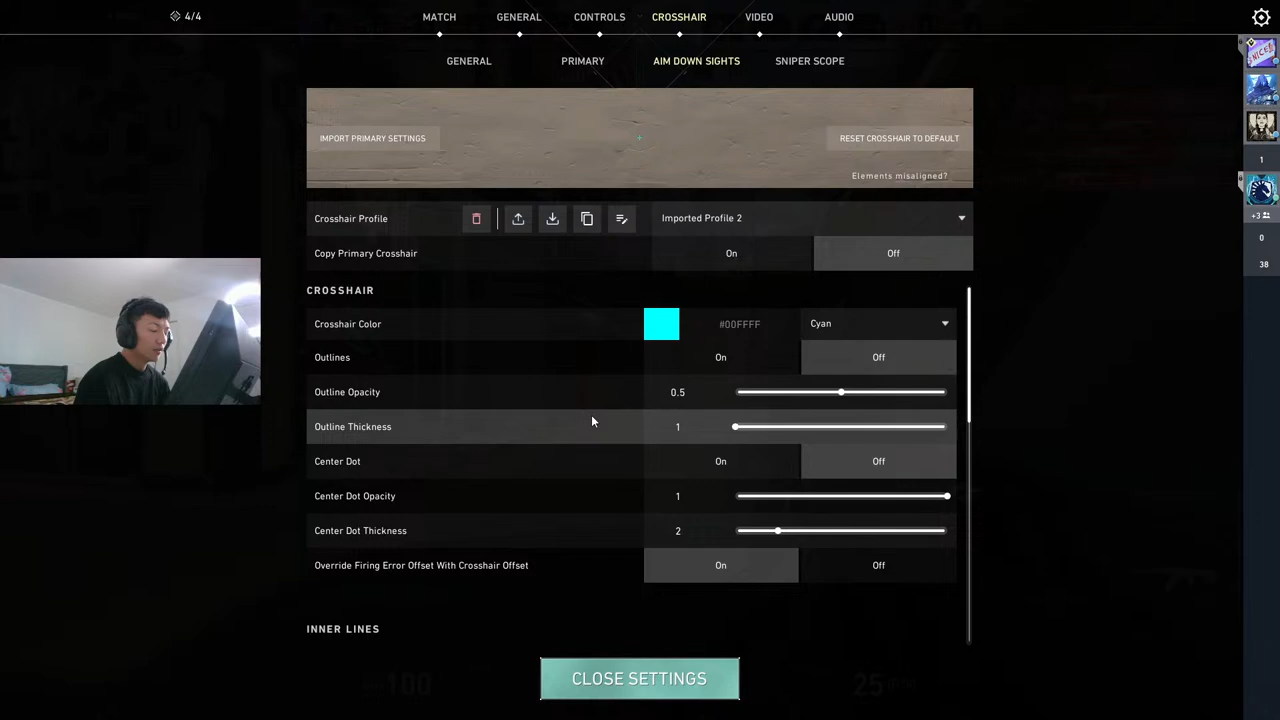 4/4
MATCH GENERAL CONTROLS CROSSHAIR VIDEO AUDIO
GENERAL PRIMARY AIM DOWN SIGHTS SNIPER SCOPE
NICE!
IMPORT PRIMARY SETTINGS
RESET CROSSHAIR TO DEFAULT
Elements misaligned?
1
+3
0
38
Crosshair Profile Imported Profile 2
Copy Primary Crosshair On Off
CROSSHAIR
Crosshair Color #00FFFF Cyan
Outlines On Off
Outline Opacity 0.5
Outline Thickness 1
Center Dot On Off
Center Dot Opacity 1
Center Dot Thickness 2
Override Firing Error Offset With Crosshair Offset On Off
INNER LINES
CLOSE SETTINGS
100
25